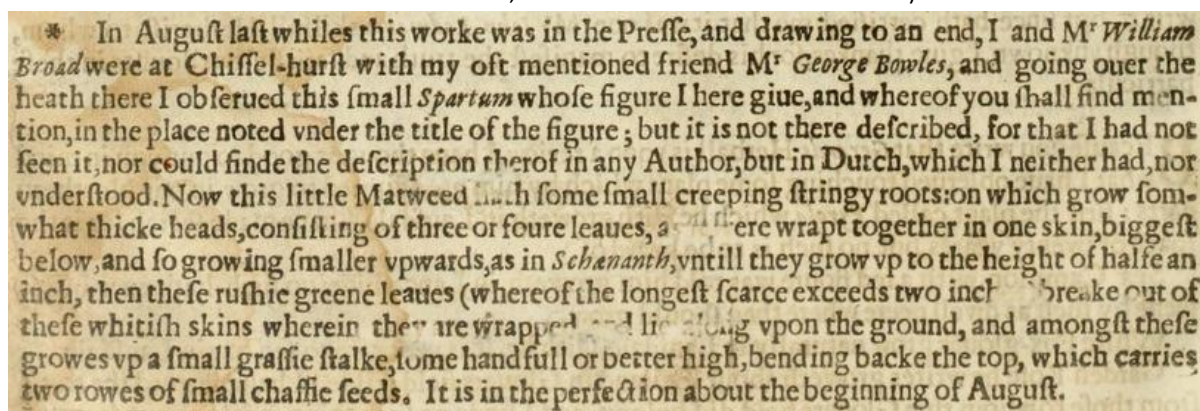 * In Auguſt laſt whiles this worke was in the Preſſe, and drawing to an end, I and Mʳ William
Broad were at Chiſſel-hurſt with my oft mentioned friend Mʳ George Bowles, and going ouer the
heath there I obſerued this ſmall Spartum whoſe figure I here giue, and whereof you ſhall find men-
tion, in the place noted vnder the title of the figure; but it is not there deſcribed, for that I had not
ſeen it, nor could finde the deſcription therof in any Author, but in Dutch, which I neither had, nor
vnderſtood. Now this little Matweed ſome ſmall creeping ſtringy roots: on which grow ſom-
what thicke heads, conſiſting of three or foure leaues, wrapt together in one skin, biggeſt
below, and ſo growing ſmaller vpwards, as in Schœnanth, vntill they grow vp to the height of halfe an
inch, then theſe ruſhie greene leaues (whereof the longeſt ſcarce exceeds two breake out of
theſe whitiſh skins wherein they are wrapped and lie along vpon the ground, and amongſt theſe
growes vp a ſmall graſſie ſtalke, ſome handfull or better high, bending backe the top, which carries
two rowes of ſmall chaffie ſeeds. It is in the perfection about the beginning of Auguſt.